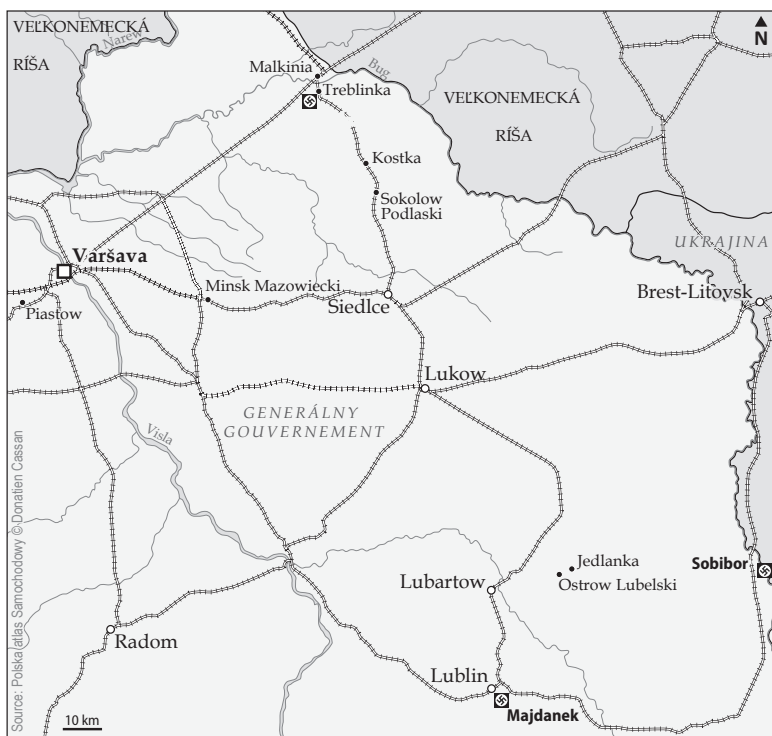 VEĽKONEMECKÁ
RÍŠA
Narew
N
Malkinia
Bug
Treblinka
VEĽKONEMECKÁ
RÍŠA
Kostka
Sokolow
Podlaski
UKRAJINA
Varšava
Minsk Mazowiecki
Siedlce
Brest-Litovsk
Piastow
Lukow
GENERÁLNY
GOUVERNEMENT
Visla
Jedlanka
Ostrow Lubelski
Sobibor
Lubartow
Radom
Lublin
Majdanek
10 km
Source: Polska atlas Samochodowy © Donatien Cassan